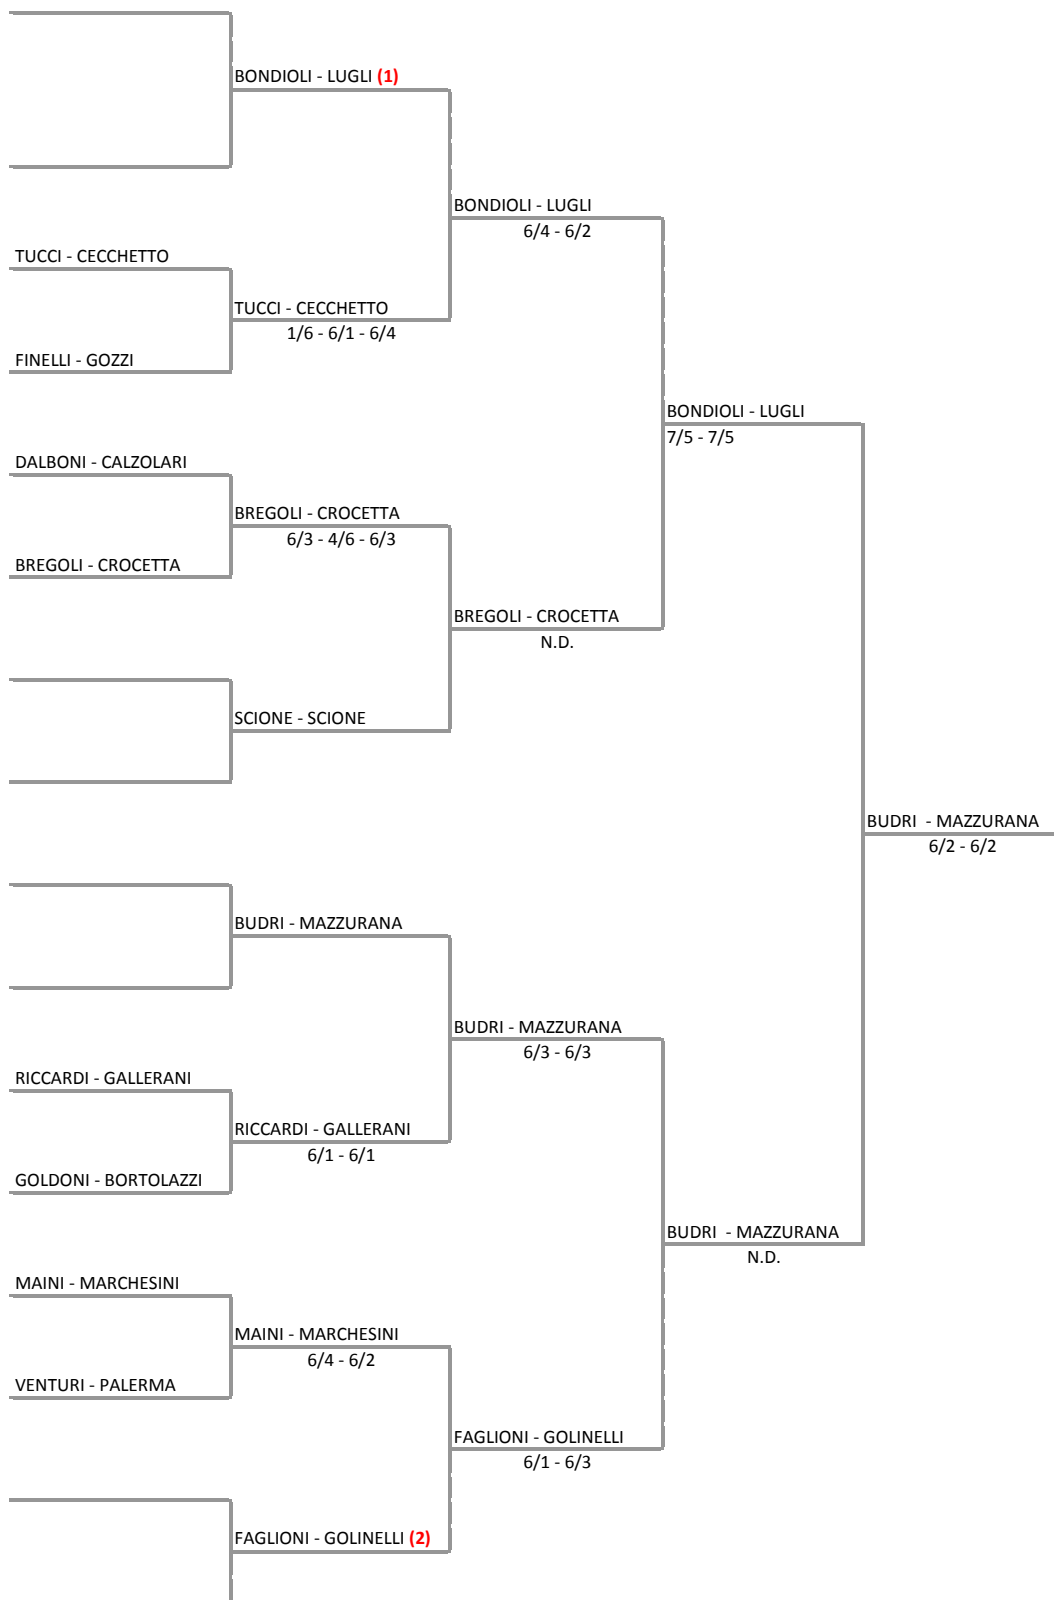 BONDIOLI - LUGLI (1)
BONDIOLI - LUGLI
6/4 - 6/2
TUCCI - CECCHETTO
TUCCI - CECCHETTO
1/6 - 6/1 - 6/4
FINELLI - GOZZI
BONDIOLI - LUGLI
7/5 - 7/5
DALBONI - CALZOLARI
BREGOLI - CROCETTA
6/3 - 4/6 - 6/3
BREGOLI - CROCETTA
BREGOLI - CROCETTA
N.D.
SCIONE - SCIONE
BUDRI  - MAZZURANA
6/2 - 6/2
BUDRI - MAZZURANA
BUDRI - MAZZURANA
6/3 - 6/3
RICCARDI - GALLERANI
RICCARDI - GALLERANI
6/1 - 6/1
GOLDONI - BORTOLAZZI
BUDRI  - MAZZURANA
N.D.
MAINI - MARCHESINI
MAINI - MARCHESINI
6/4 - 6/2
VENTURI - PALERMA
FAGLIONI - GOLINELLI
6/1 - 6/3
FAGLIONI - GOLINELLI (2)